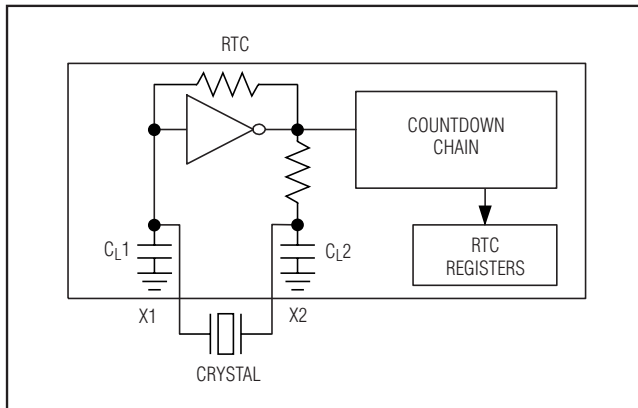 RTC
COUNTDOWN
CHAIN
RTC
REGISTERS
CL1
CL2
X1
X2
CRYSTAL